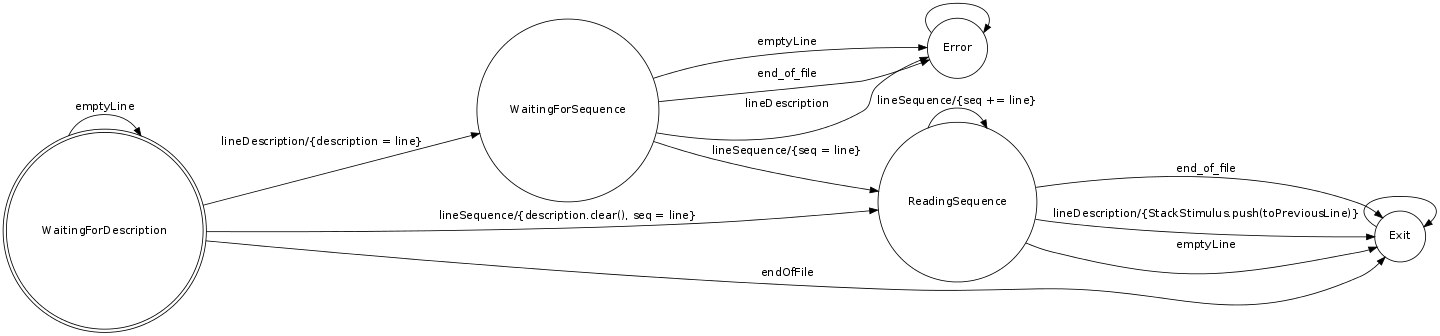 emptyLine
WaitingForDescription
lineDescription/{description = line}
WaitingForSequence
emptyLine
end_of_file
lineDescription
lineSequence/{seq = line}
Error
lineSequence/{seq += line}
ReadingSequence
lineSequence/{description.clear(), seq = line}
endOfFile
end_of_file
lineDescription/{StackStimulus.push(toPreviousLine)}
emptyLine
Exit